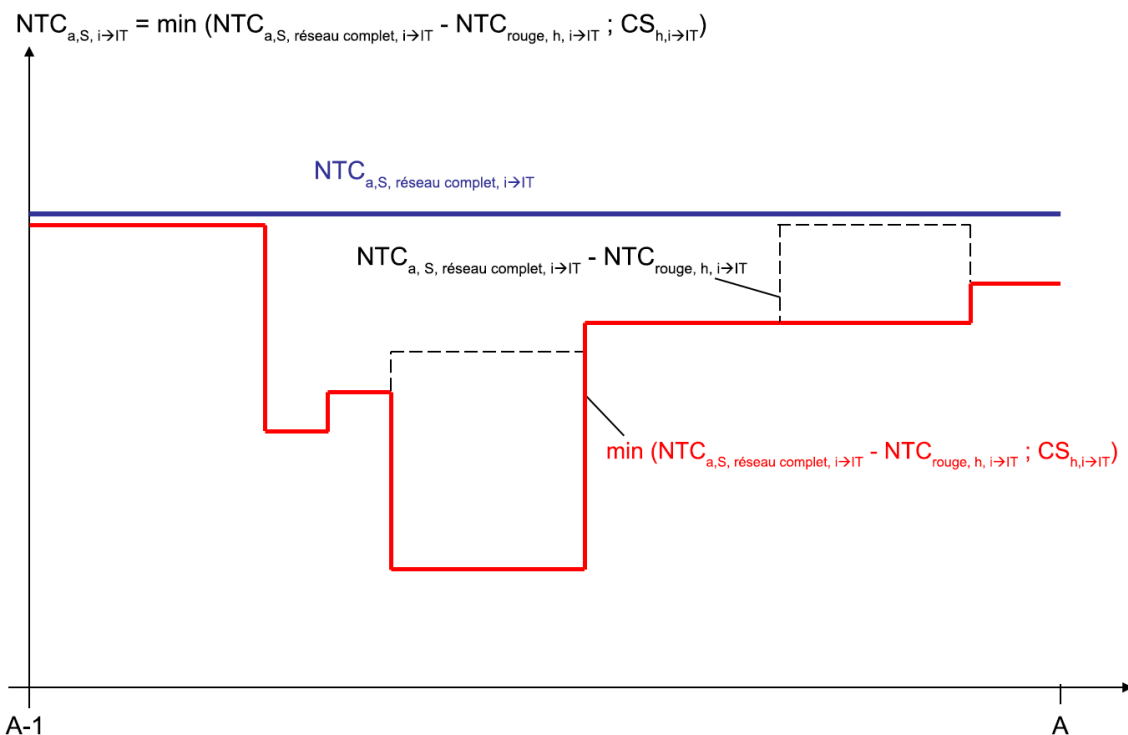 NTCa,S, i→IT = min (NTCa,S, réseau complet, i→IT - NTCrouge, h, i→IT ; CSh,i→IT)
NTCa,S, réseau complet, i→IT
NTCa, S, réseau complet, i→IT - NTCrouge, h, i→IT
min (NTCa,S, réseau complet, i→IT - NTCrouge, h, i→IT ; CSh,i→IT)
A-1
A